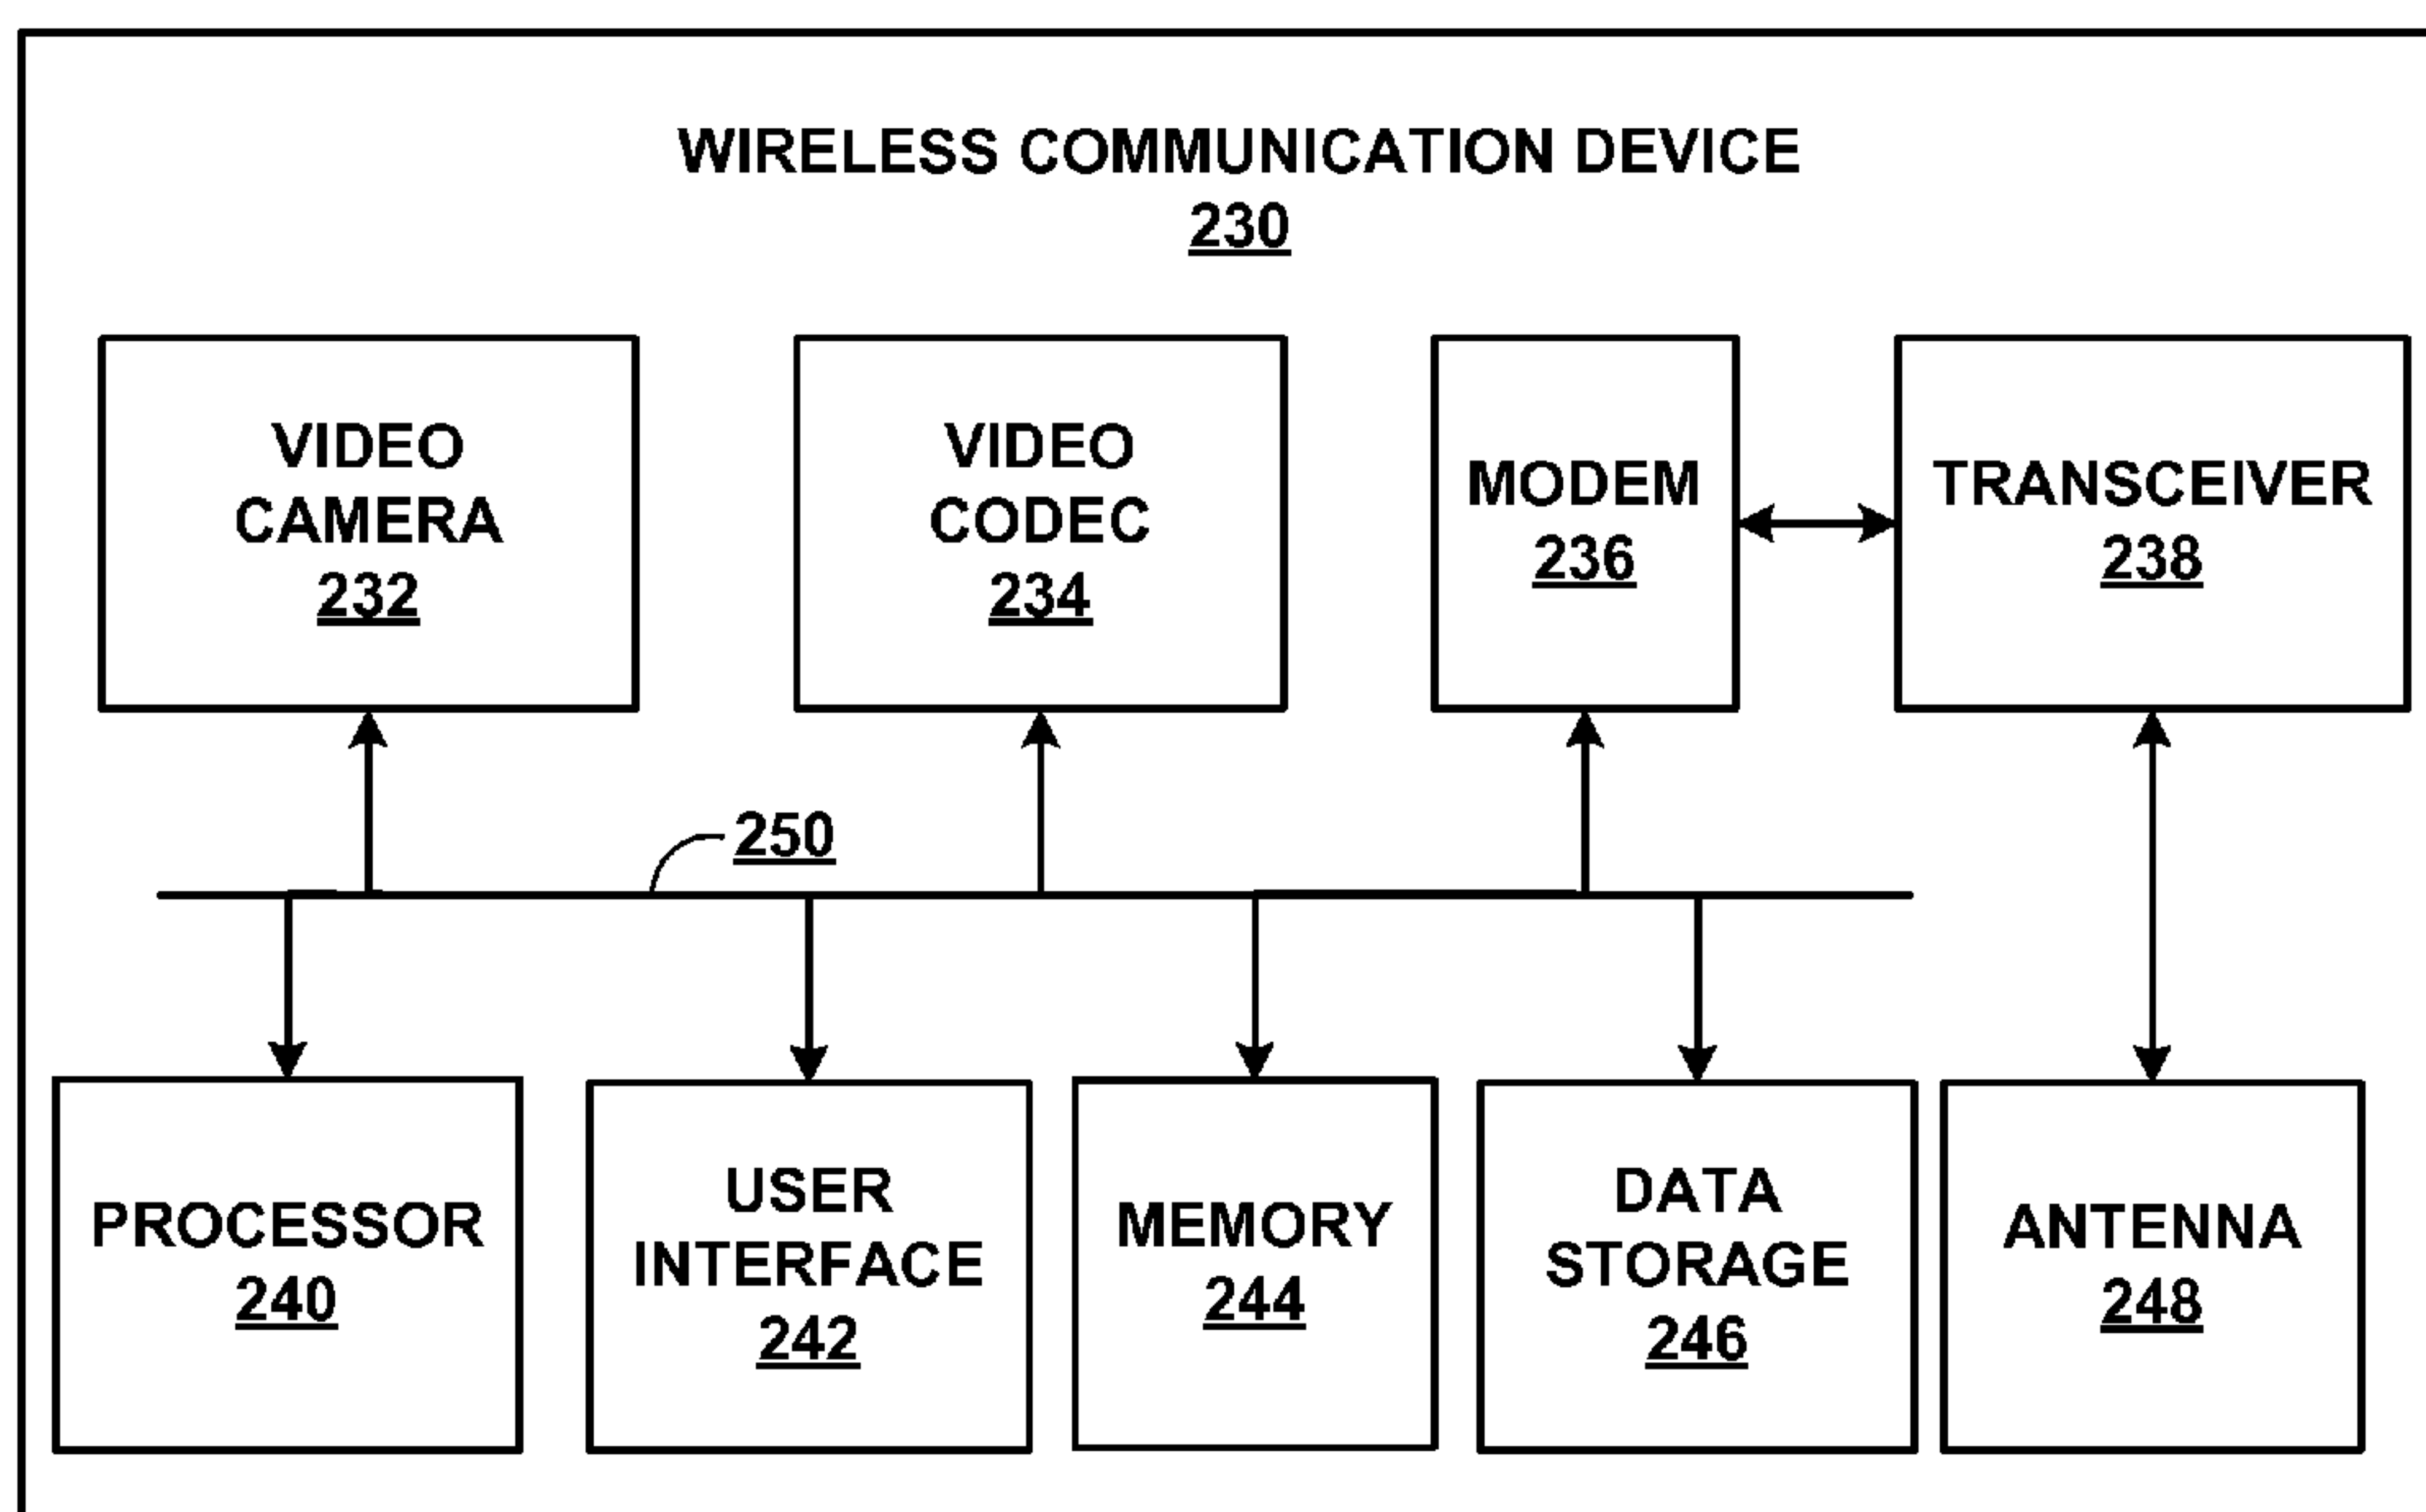 WIRELESS COMMUNICATION DEVICE
230
VIDEO
CAMERA
232
VIDEO
CODEC
234
MODEM
236
TRANSCEIVER
238
250
PROCESSOR
240
USER
INTERFACE
242
MEMORY
244
DATA
STORAGE
246
ANTENNA
248